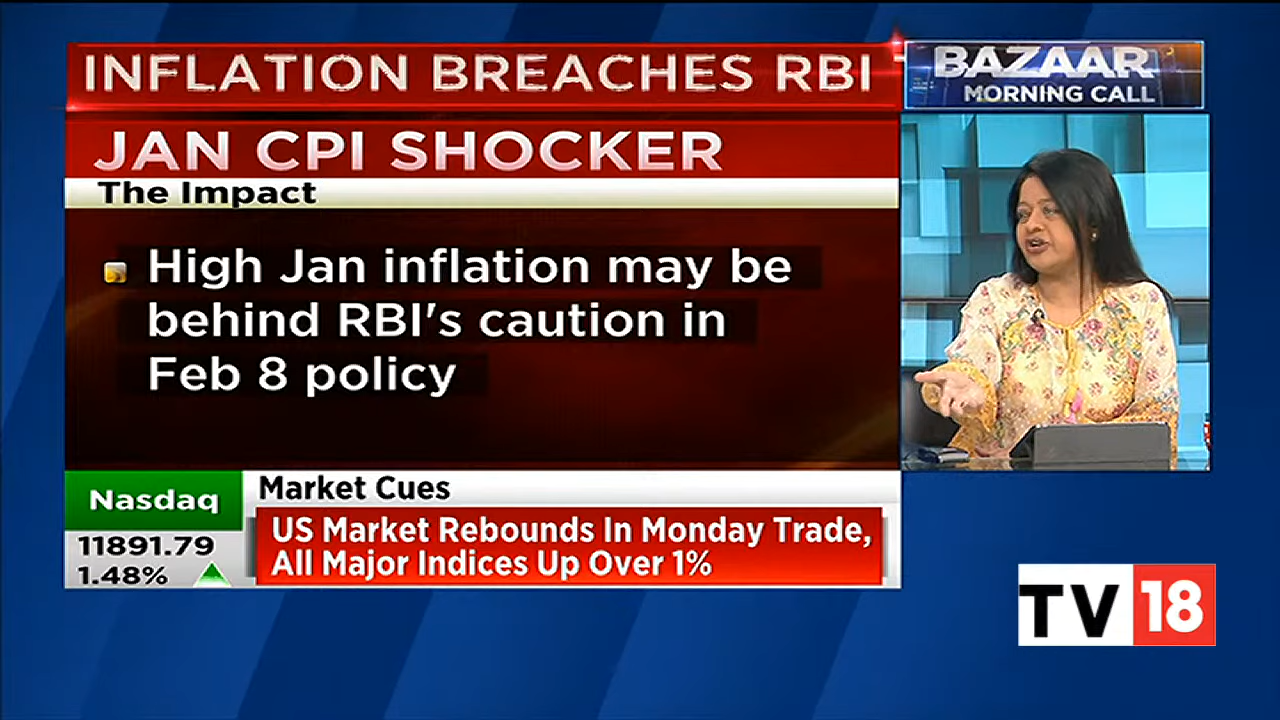 INFLATION BREACHES RBI
BAZAAR
MORNING CALL
JAN CPI SHOCKER
The Impact
High Jan inflation may be
behind RBI's caution in
Feb 8 policy
Nasdaq
11891.79
1.48%
Market Cues
US Market Rebounds In Monday Trade,
All Major Indices Up Over 1%
TV18